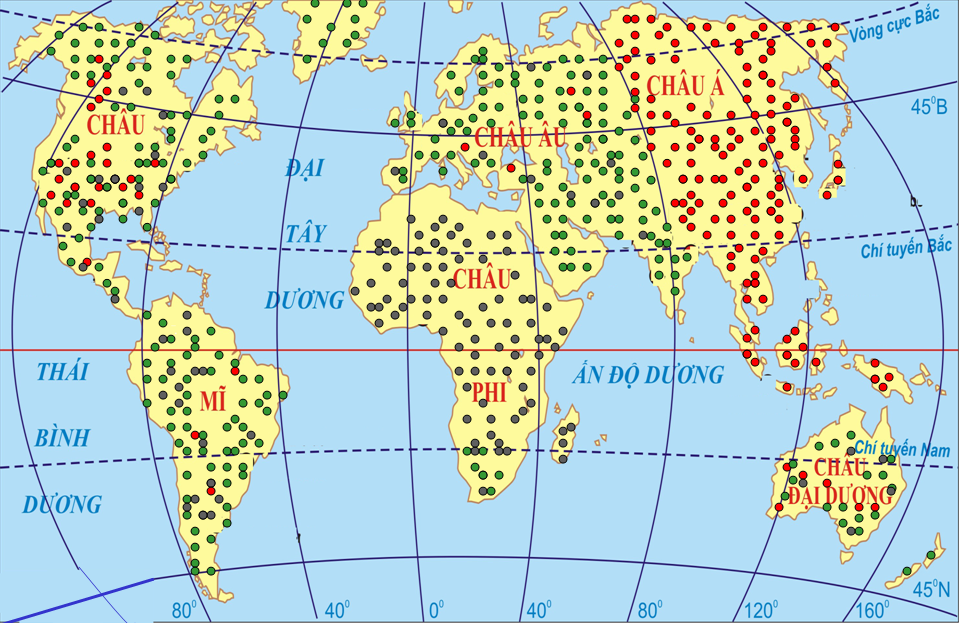 Vòng cực Bắc
CHÂU Á
45⁰B
CHÂU
CHÂU ÂU
ĐẠI
TÂY
Chí tuyến Bắc
CHÂU
DƯƠNG
THÁI
ẤN ĐỘ DƯƠNG
MĨ
PHI
BÌNH
Chí tuyến Nam
CHÂU
ĐẠI DƯƠNG
DƯƠNG
45⁰N
80⁰
40⁰
0⁰
40⁰
80⁰
120⁰
160⁰